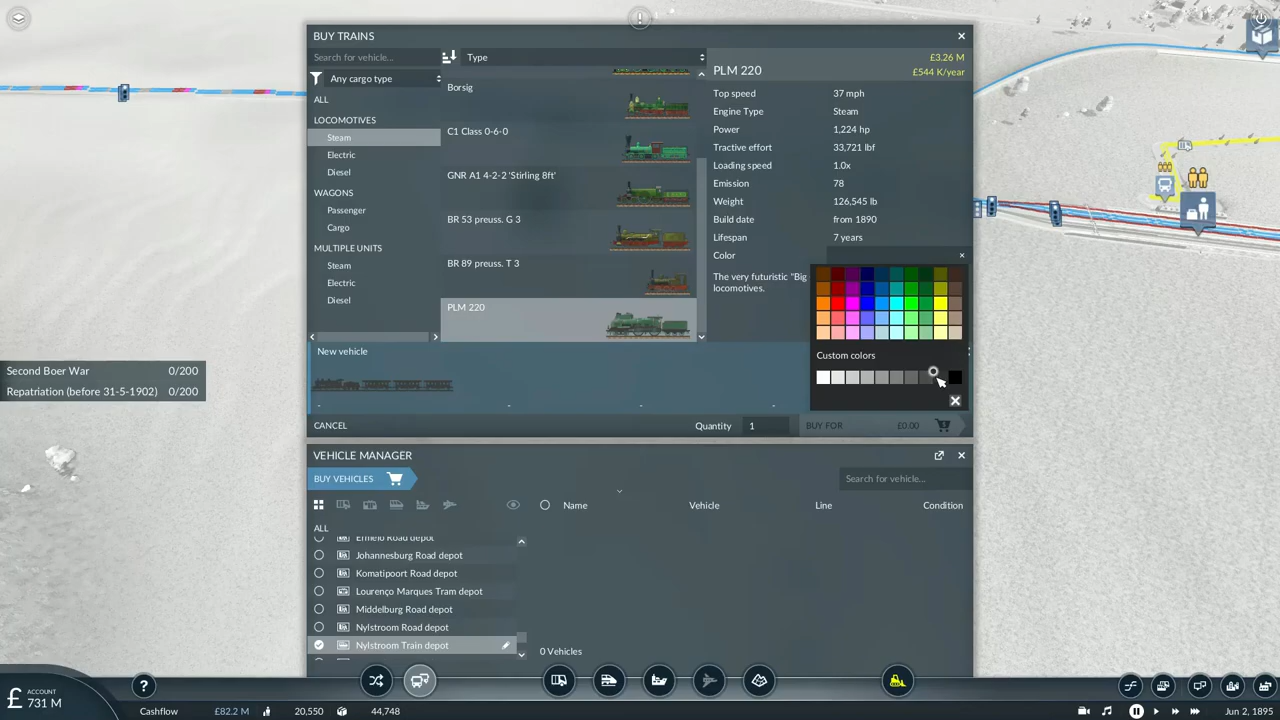 BUY TRAINS
Search for vehicle...
Type
£3.26 M
PLM 220
£544 K/year
Any cargo type
Borsig
Top speed 37 mph
ALL
Engine Type Steam
LOCOMOTIVES
Power 1,224 hp
Steam
C1 Class 0-6-0
Tractive effort 33,721 lbf
Electric
Loading speed 1.0x
Diesel
GNR A1 4-2-2 'Stirling 8ft'
Emission 78
WAGONS
Weight 126,545 lb
Passenger
BR 53 preuss. G 3
Build date from 1890
Cargo
Lifespan 7 years
MULTIPLE UNITS
Color
Steam
BR 89 preuss. T 3
Electric
The very futuristic "Big
locomotives.
Diesel
PLM 220
New vehicle
Custom colors
Second Boer War 0/200
Repatriation (before 31-5-1902) 0/200
CANCEL
Quantity 1
BUY FOR £0.00
VEHICLE MANAGER
BUY VEHICLES
Search for vehicle...
Name Vehicle Line Condition
ALL
Ermelo Road depot
Johannesburg Road depot
Komatipoort Road depot
Lourenço Marques Tram depot
Middelburg Road depot
Nylstroom Road depot
Nylstroom Train depot
0 Vehicles
£ ACCOUNT
731 M
?
Cashflow £82.2 M 20,550 44,748
Jun 2, 1895